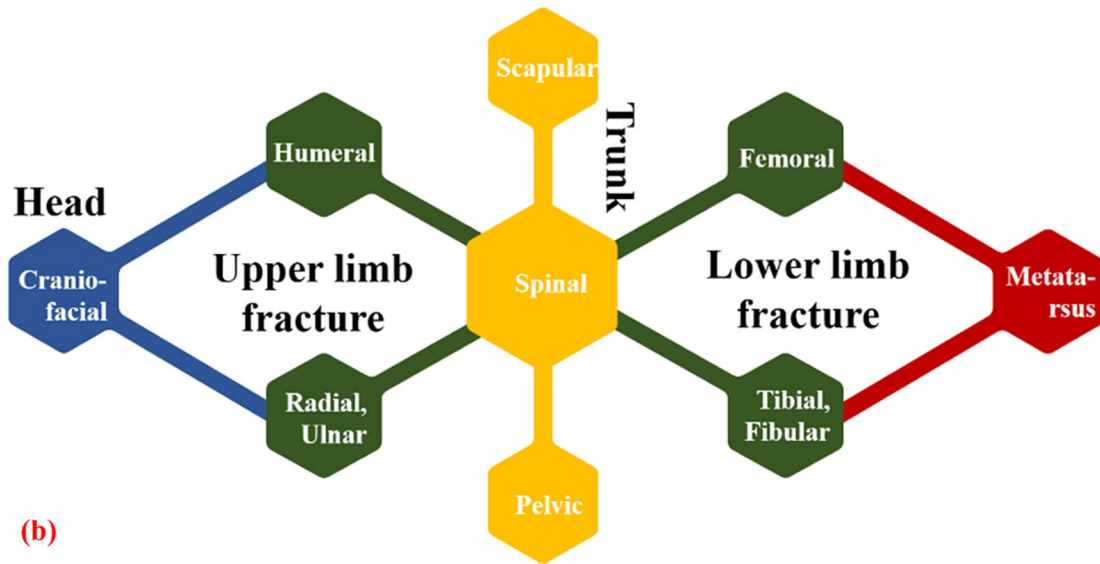 Scapular
Trunk
Humeral
Femoral
Head
Cranio-
facial
Upper limb
fracture
Spinal
Lower limb
fracture
Metata-
rsus
Radial,
Ulnar
Tibial,
Fibular
Pelvic
(b)